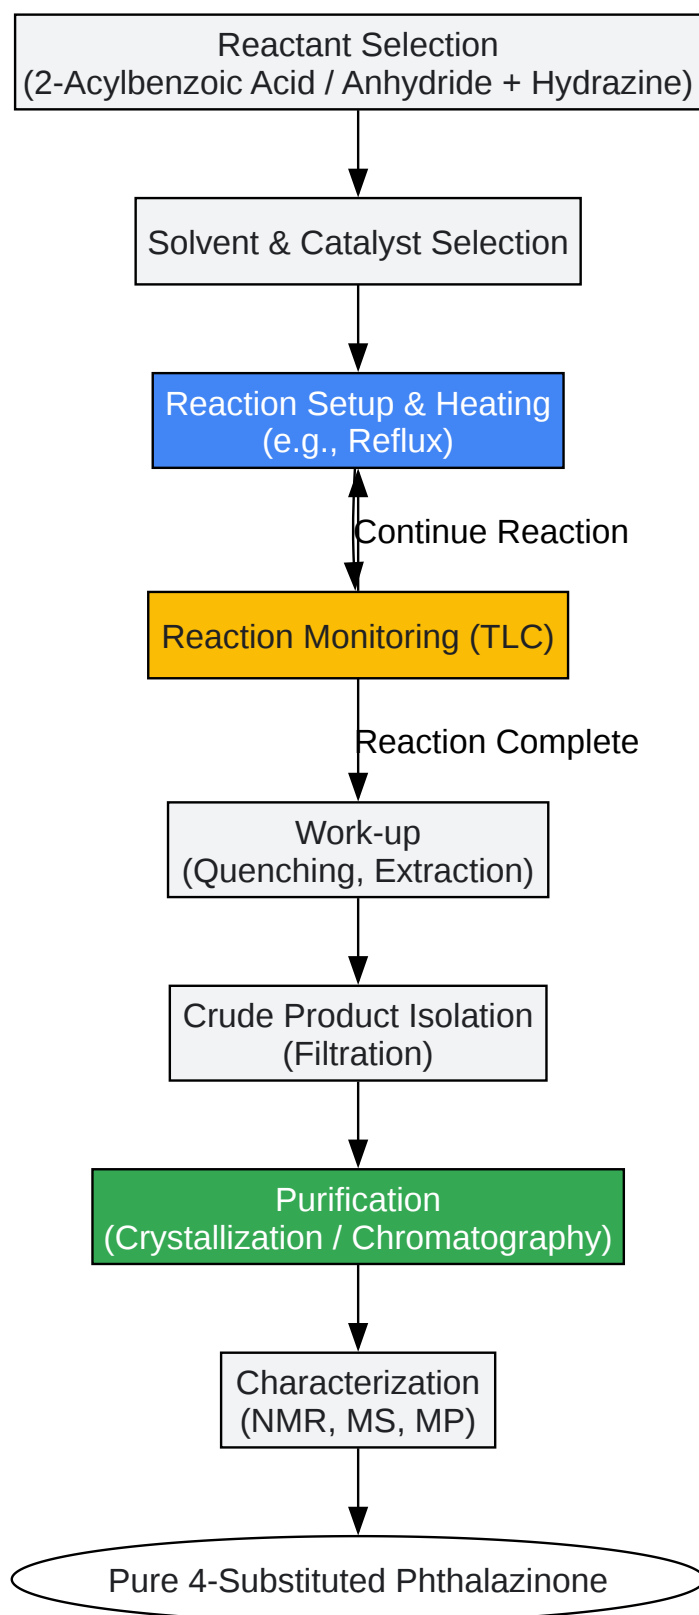 Reactant Selection
(2-Acylbenzoic Acid / Anhydride + Hydrazine)
Solvent & Catalyst Selection
Reaction Setup & Heating
(e.g., Reflux)
Continue Reaction
Reaction Monitoring (TLC)
Reaction Complete
Work-up
(Quenching, Extraction)
Crude Product Isolation
(Filtration)
Purification
(Crystallization / Chromatography)
Characterization
(NMR, MS, MP)
Pure 4-Substituted Phthalazinone